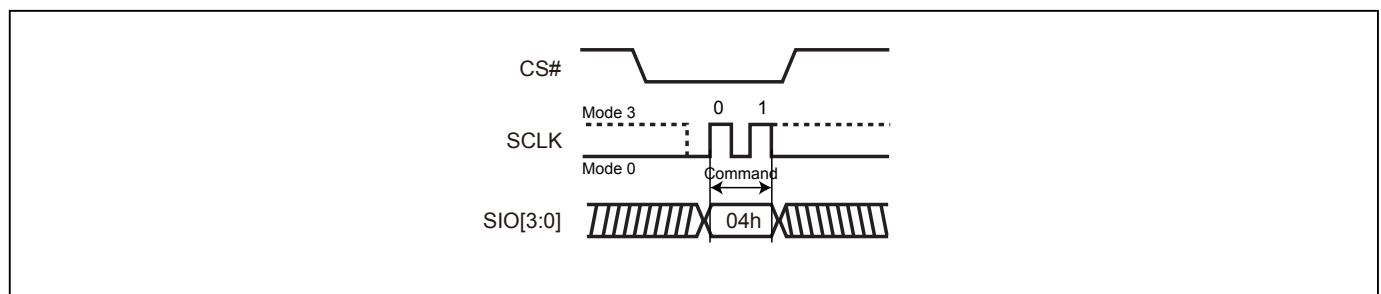 CS#
Mode 3
0 1
SCLK
Mode 0
Command
SIO[3:0]
04h